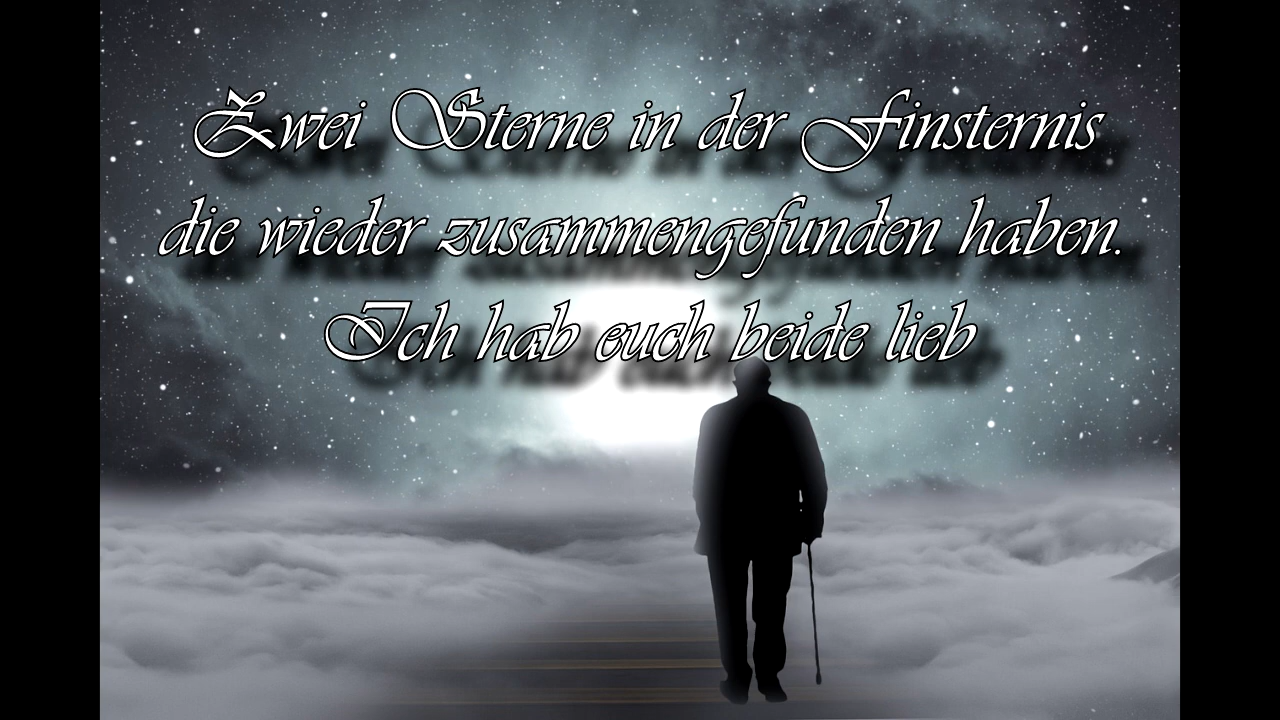 Zwei Sterne in der Finsternis
die wieder zusammengefunden haben.
Ich hab euch beide lieb